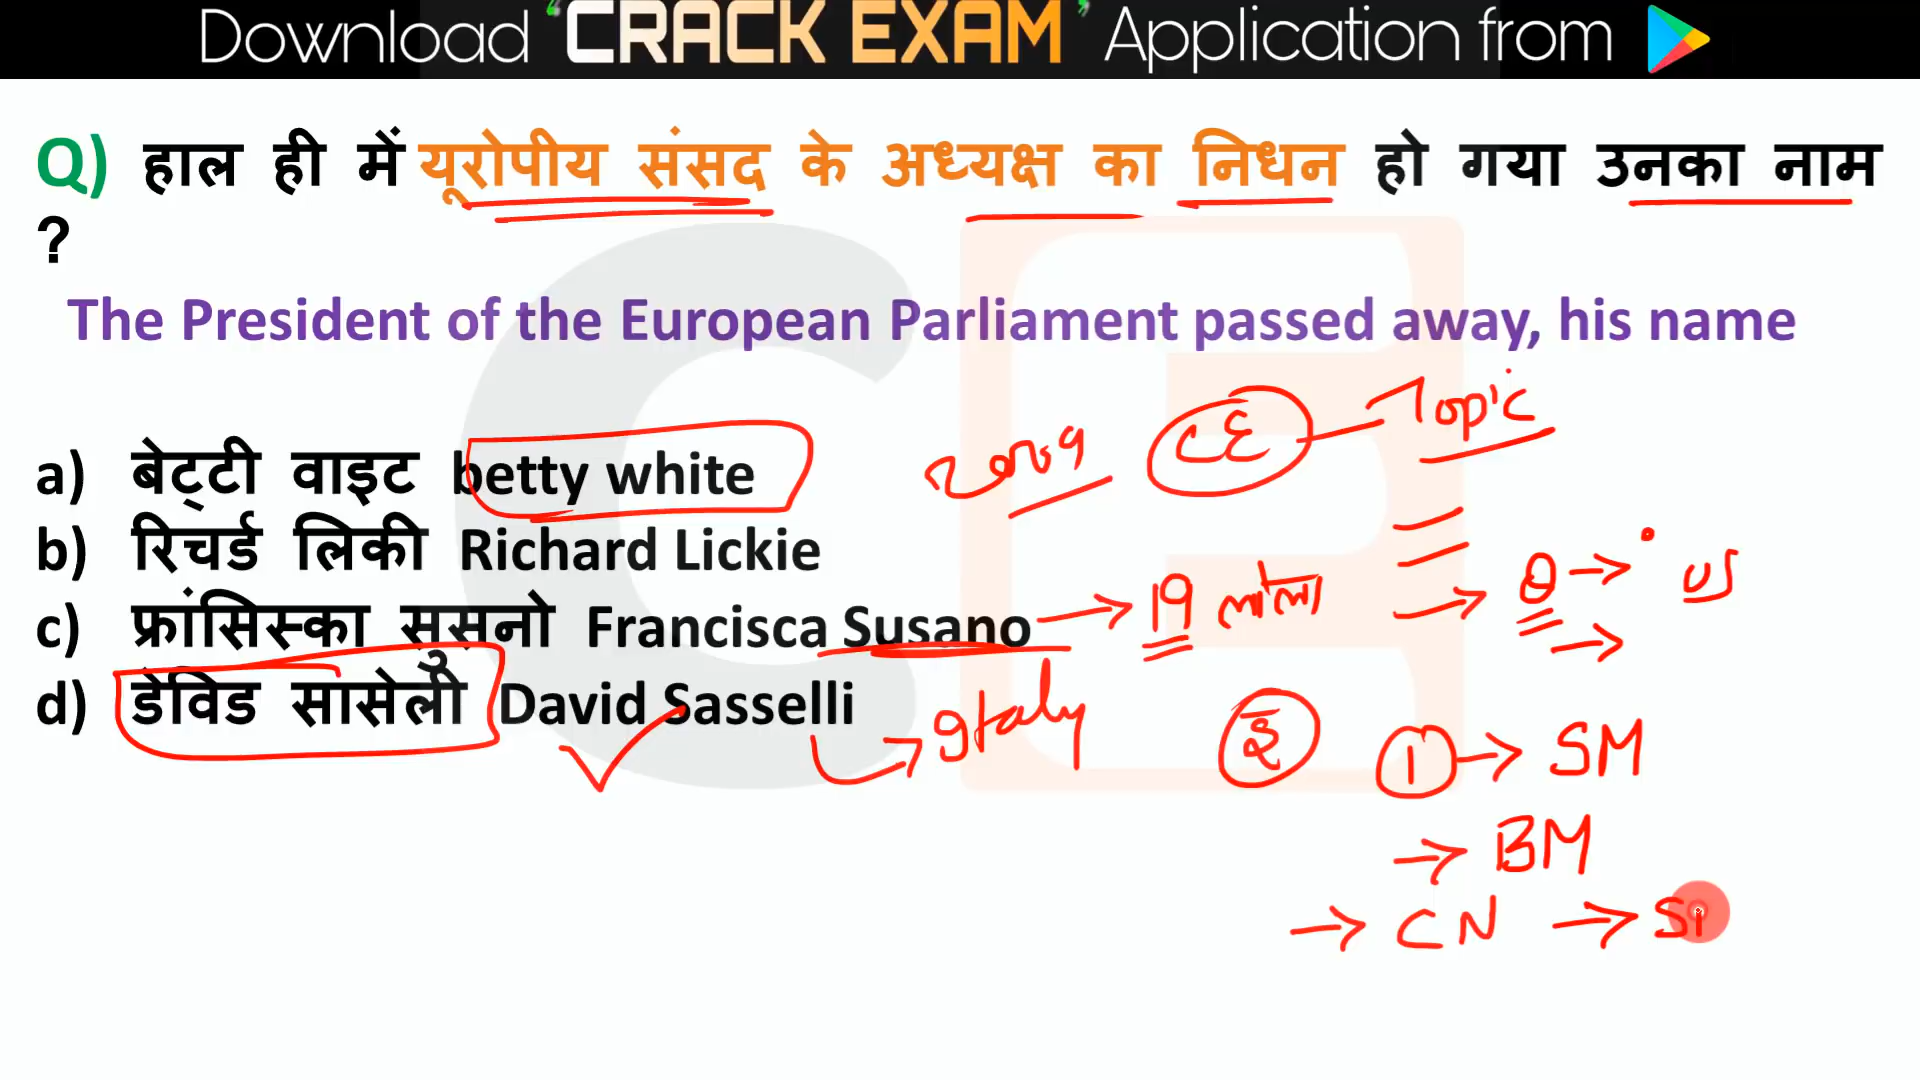 Download ‘CRACK EXAM’ Application from
Q) हाल ही में यूरोपीय संसद के अध्यक्ष का निधन हो गया उनका नाम
?
The President of the European Parliament passed away, his name
CE Topic
a) बेट्टी वाइट betty white
b) रिचर्ड लिकी Richard Lickie
c) फ्रांसिस्का सुसनो Francisca Susano
19
US
d) डेविड सासेली David Sasselli
Italy
1 → SM
→ BM
→ CN →